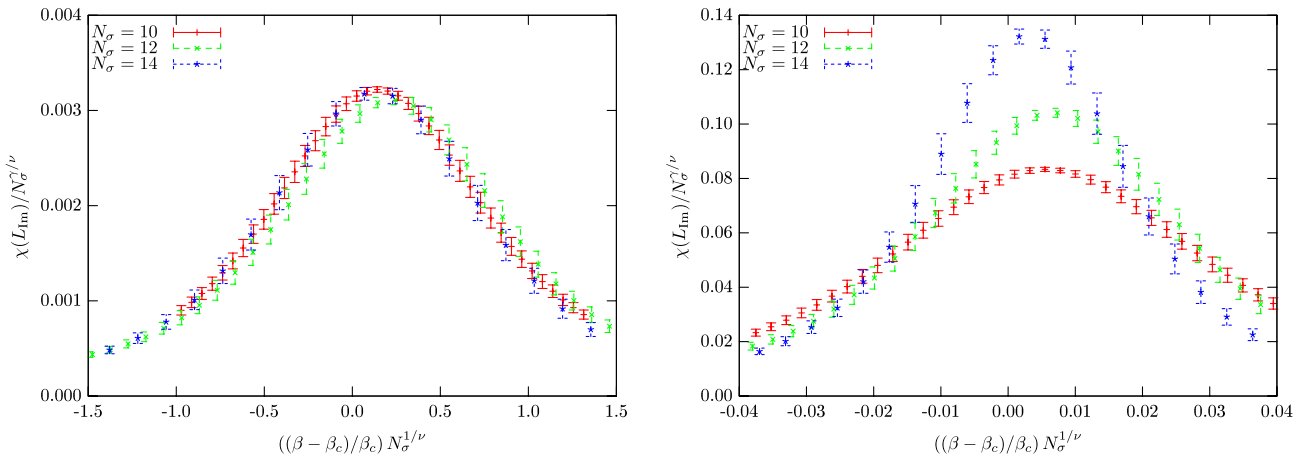 0.004
0.003
0.002
0.001
0.000
χ(L_Im)/N_σ^{γ/ν}
N_σ = 10
N_σ = 12
N_σ = 14
-1.5 -1.0 -0.5 0.0 0.5 1.0 1.5
((β − β_c)/β_c) N_σ^{1/ν}
0.14
0.12
0.10
0.08
0.06
0.04
0.02
0.00
χ(L_Im)/N_σ^{γ/ν}
N_σ = 10
N_σ = 12
N_σ = 14
-0.04 -0.03 -0.02 -0.01 0.00 0.01 0.02 0.03 0.04
((β − β_c)/β_c) N_σ^{1/ν}